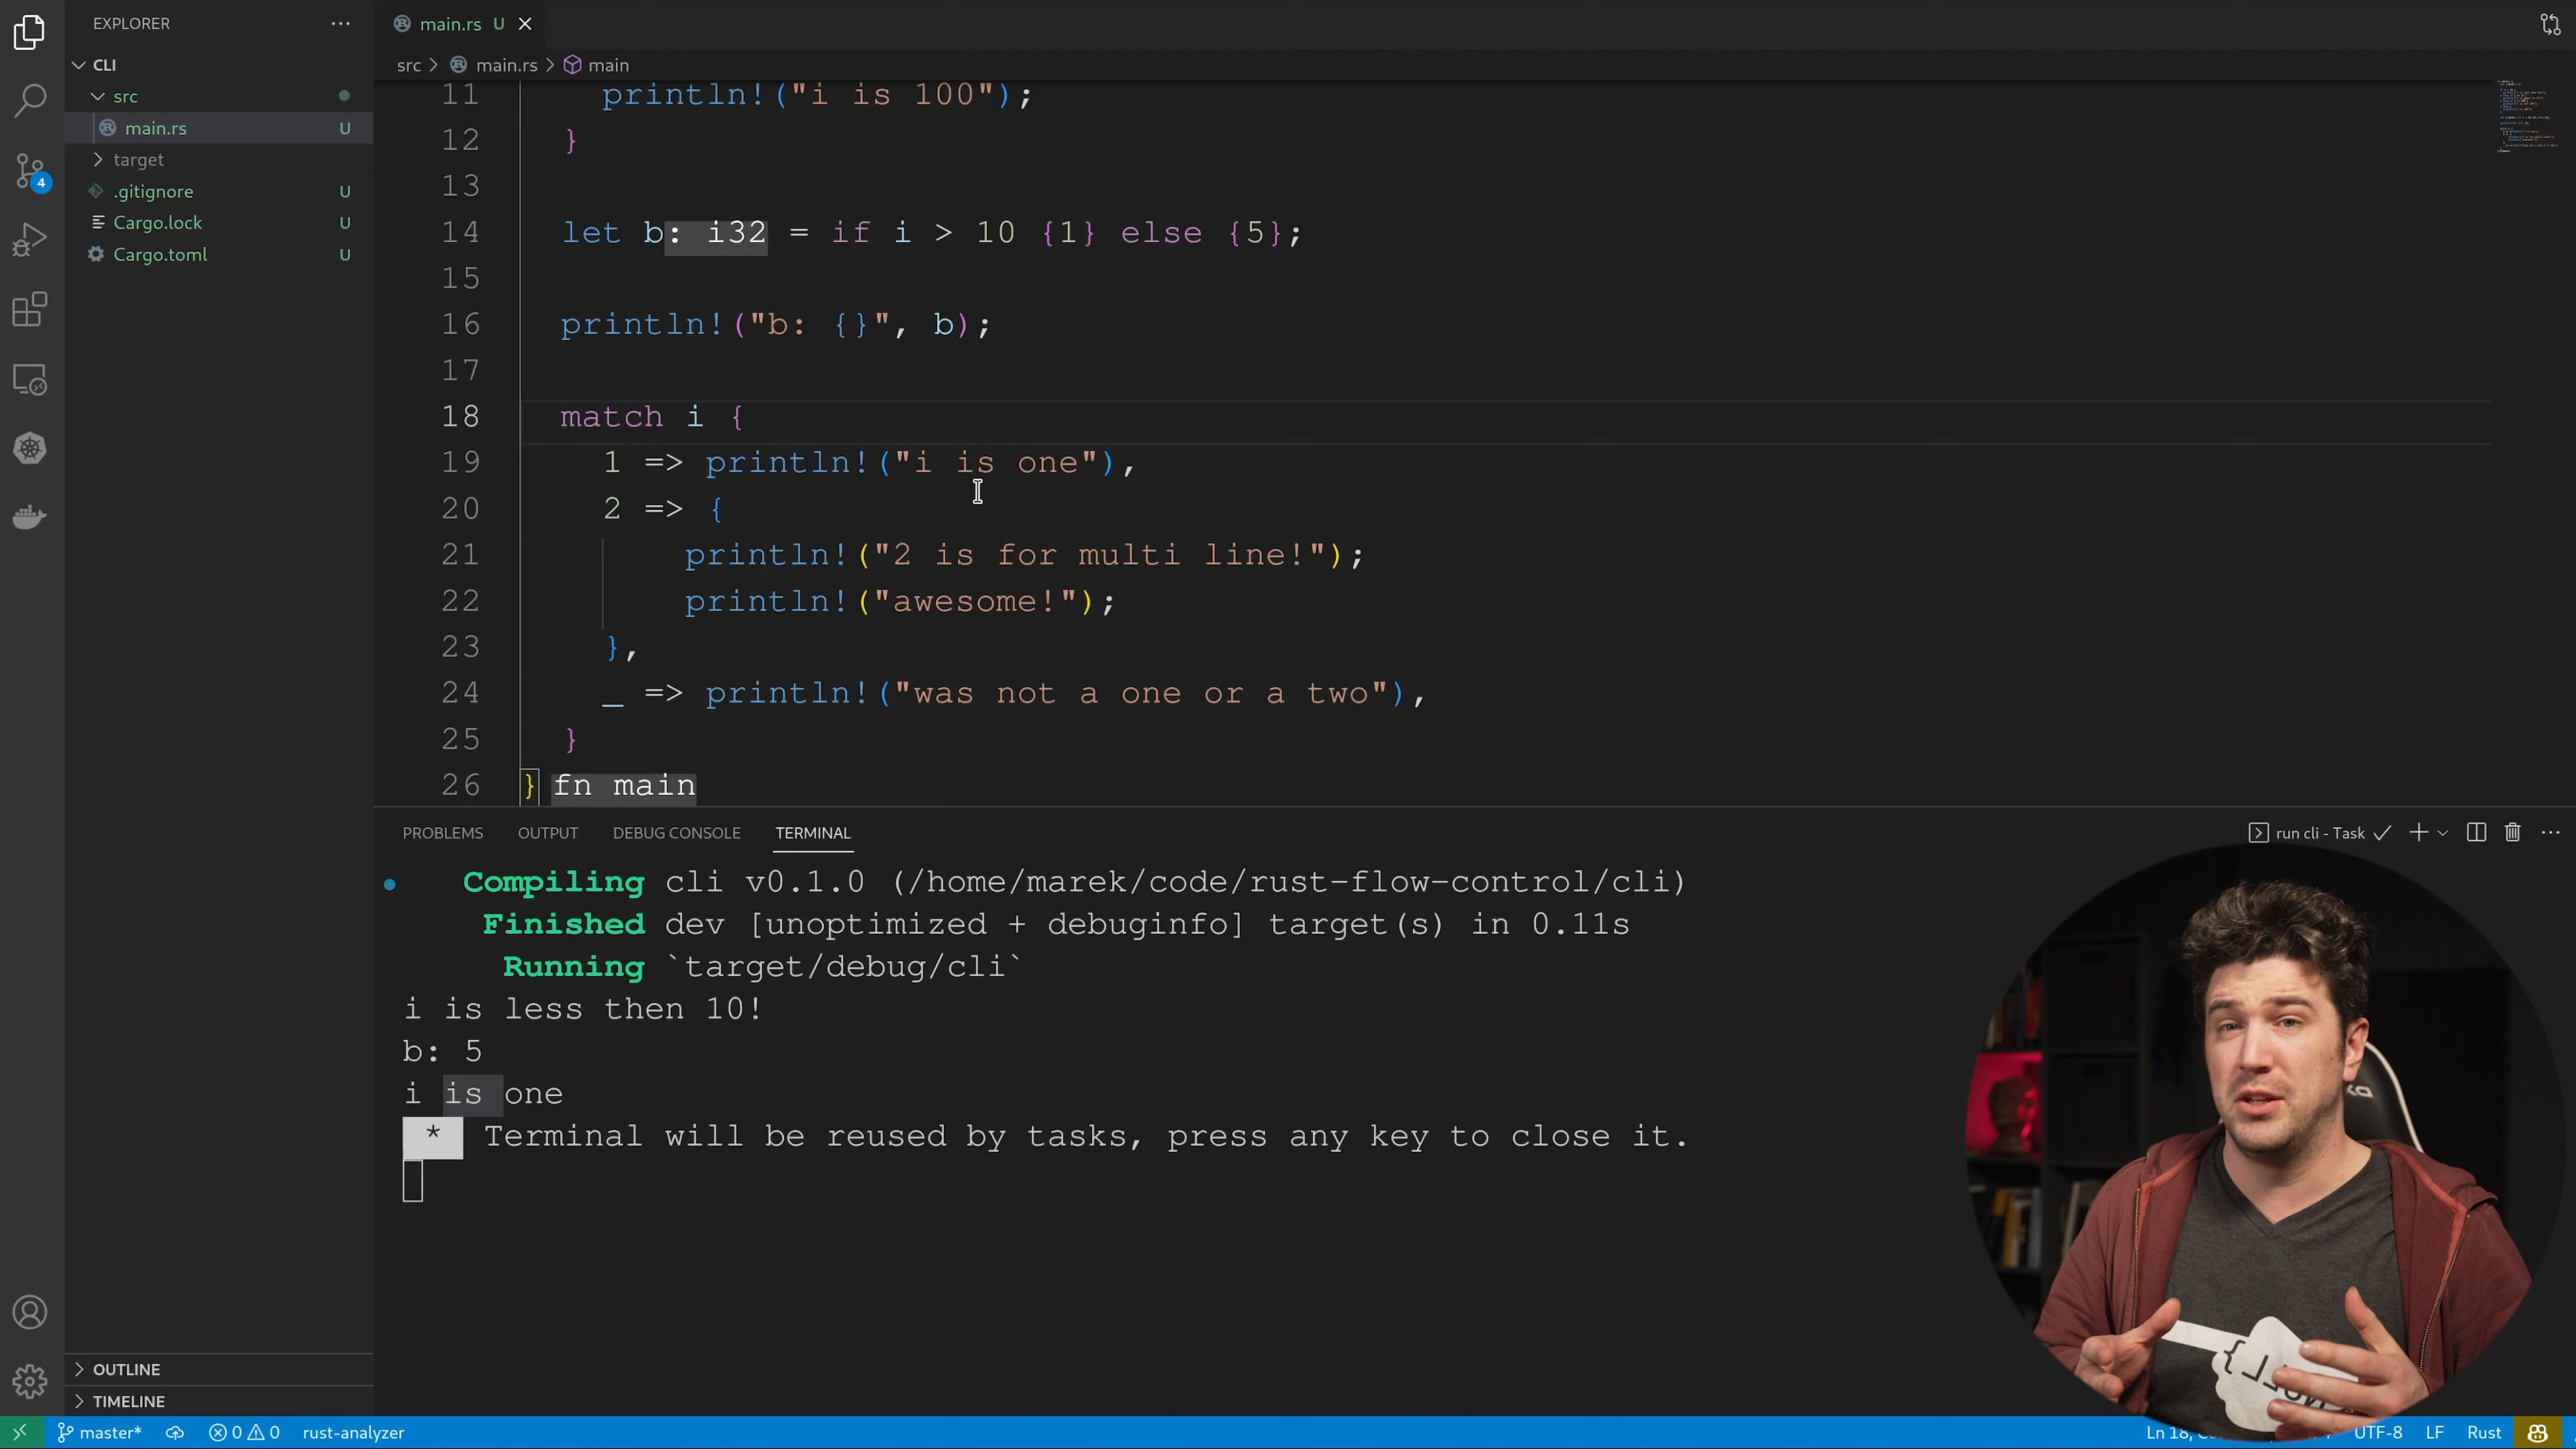 EXPLORER
CLI
src
main.rs U
target
.gitignore U
Cargo.lock U
Cargo.toml U
4
OUTLINE
TIMELINE
main.rs U
src > main.rs > main
11 println!("i is 100");
12 }
13
14 let b: i32 = if i > 10 {1} else {5};
15
16 println!("b: {}", b);
17
18 match i {
19 1 => println!("i is one"),
20 2 => {
21 println!("2 is for multi line!");
22 println!("awesome!");
23 },
24 _ => println!("was not a one or a two"),
25 }
26 } fn main
PROBLEMS OUTPUT DEBUG CONSOLE TERMINAL
run cli - Task
Compiling cli v0.1.0 (/home/marek/code/rust-flow-control/cli)
Finished dev [unoptimized + debuginfo] target(s) in 0.11s
Running `target/debug/cli`
i is less then 10!
b: 5
i is one
* Terminal will be reused by tasks, press any key to close it.
master* 0 0 rust-analyzer
Ln 18, UTF-8 LF Rust